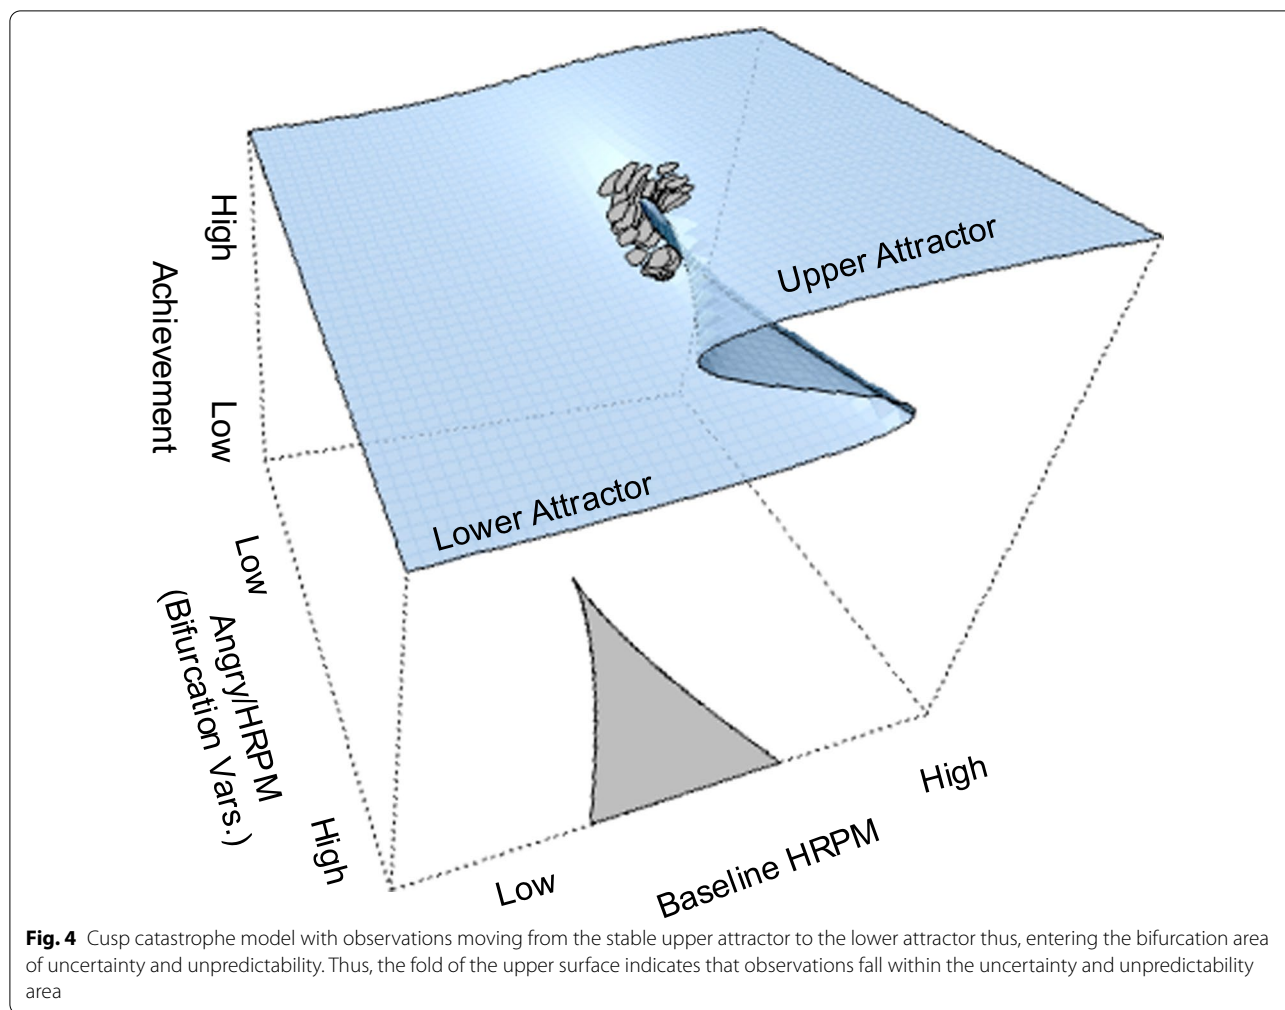 High
Achievement
Low
Upper Attractor
Lower Attractor
Low
Angry/HRPM
(Bifurcation Vars.)
High
Low
Baseline HRPM
High
Fig. 4 Cusp catastrophe model with observations moving from the stable upper attractor to the lower attractor thus, entering the bifurcation area
of uncertainty and unpredictability. Thus, the fold of the upper surface indicates that observations fall within the uncertainty and unpredictability
area